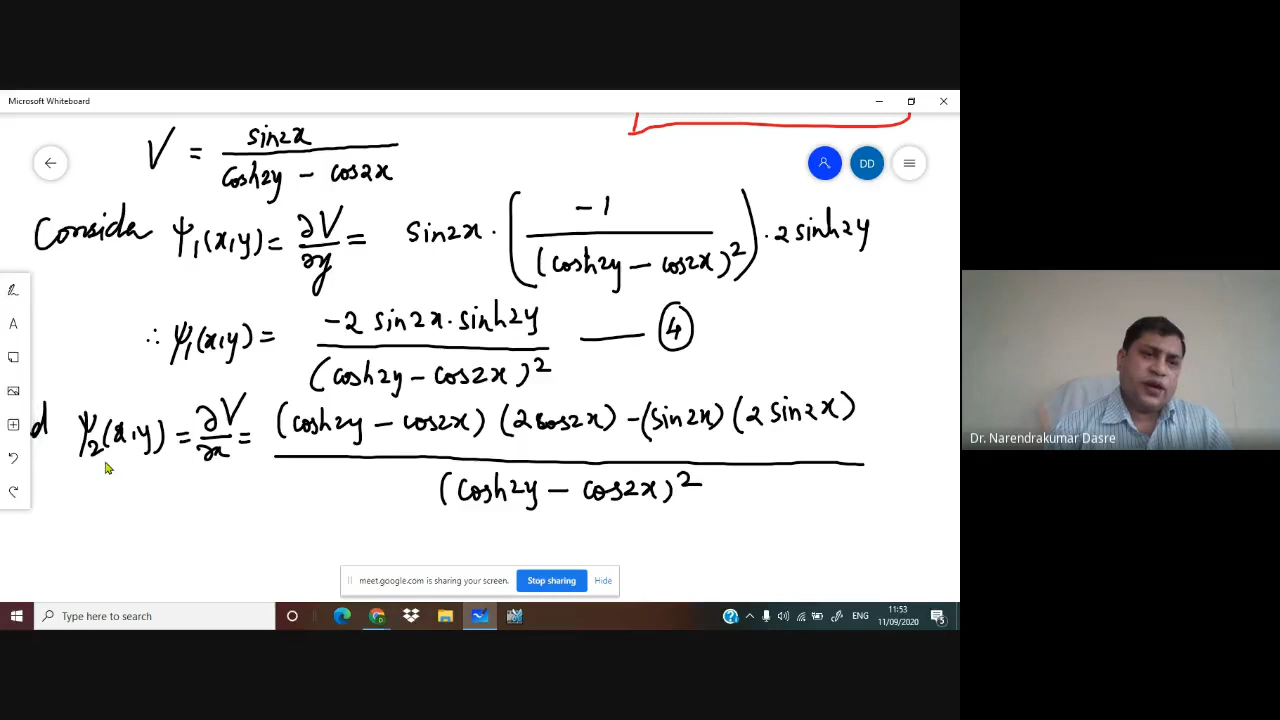 Microsoft Whiteboard
V = sin2x / (cosh2y - cos2x)
DD
Consider ψ₁(x,y) = ∂V/∂y = sin2x · (-1 / (cosh2y - cos2x)²) · 2 sinh2y
∴ ψ₁(x,y) = -2 sin2x · sinh2y / (cosh2y - cos2x)² —— ④
d ψ₂(x,y) = ∂V/∂x = (cosh2y - cos2x) (2cos2x) - (sin2x) (2 sin2x) / (cosh2y - cos2x)²
Dr. Narendrakumar Dasre
meet.google.com is sharing your screen.
Stop sharing
Hide
Type here to search
ENG
11:53
11/09/2020
5